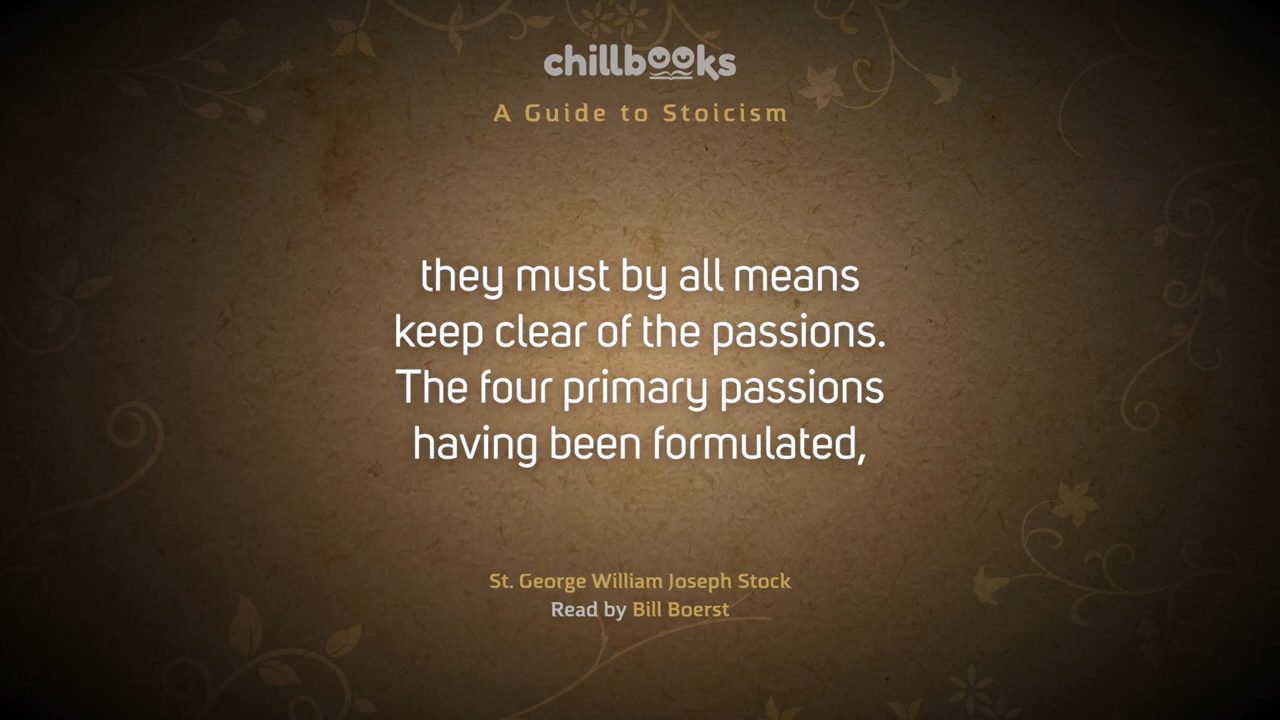 chillbooks
A Guide to Stoicism
they must by all means
keep clear of the passions.
The four primary passions
having been formulated,
St. George William Joseph Stock
Read by Bill Boerst